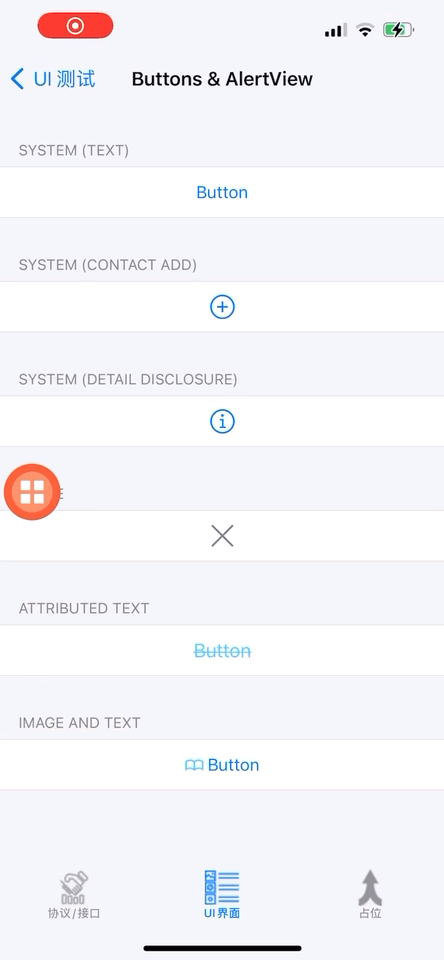 UI 测试
Buttons & AlertView
SYSTEM (TEXT)
Button
SYSTEM (CONTACT ADD)
SYSTEM (DETAIL DISCLOSURE)
ATTRIBUTED TEXT
Button
IMAGE AND TEXT
Button
协议/接口
UI界面
占位